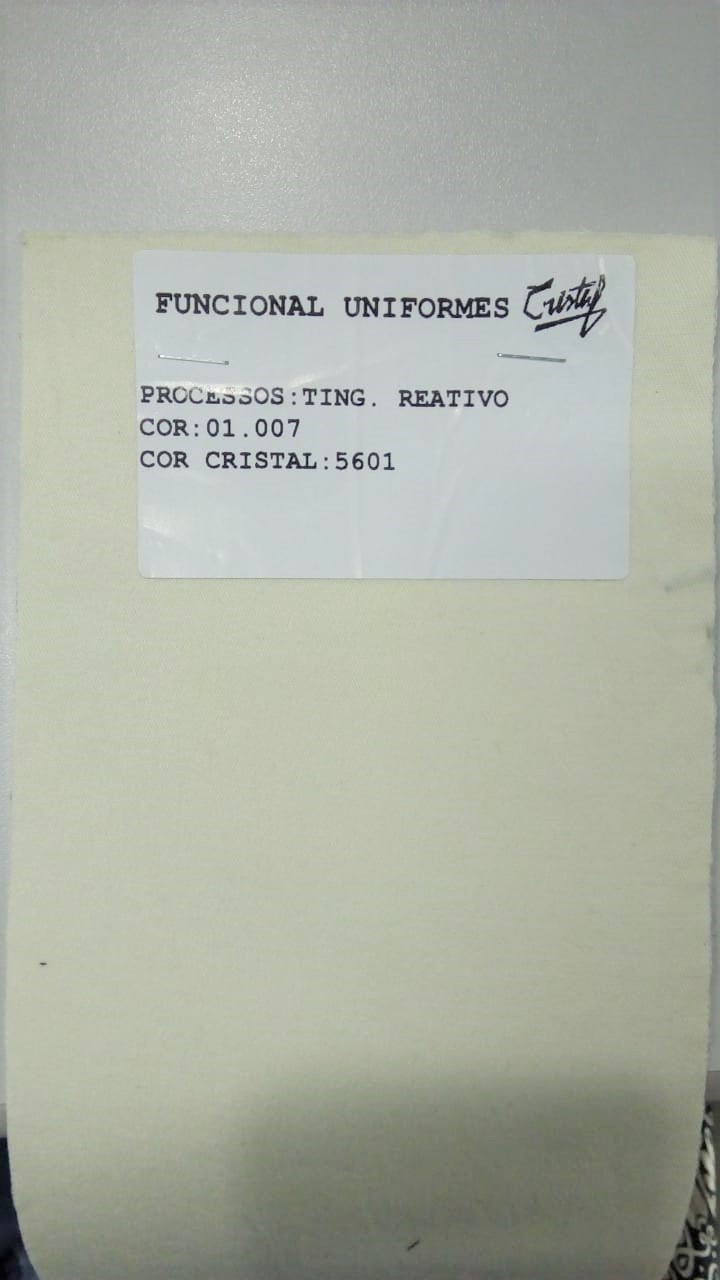 FUNCIONAL UNIFORMES Cristal
PROCESSOS:TING. REATIVO
COR:01.007
COR CRISTAL:5601